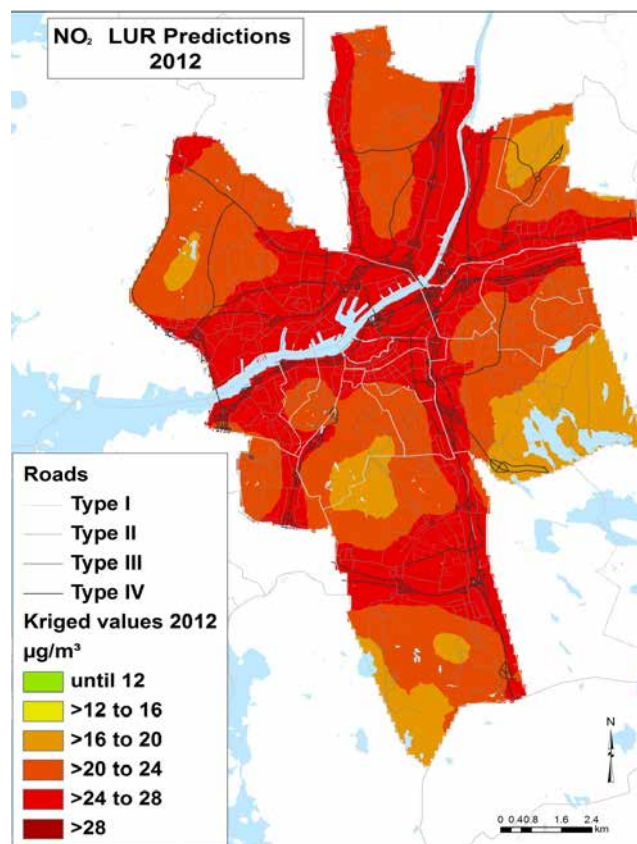 NO₂ LUR Predictions
2012
Roads
Type I
Type II
Type III
Type IV
Kriged values 2012
µg/m³
until 12
>12 to 16
>16 to 20
>20 to 24
>24 to 28
>28
N
0 0.40.8 1.6 2.4
km